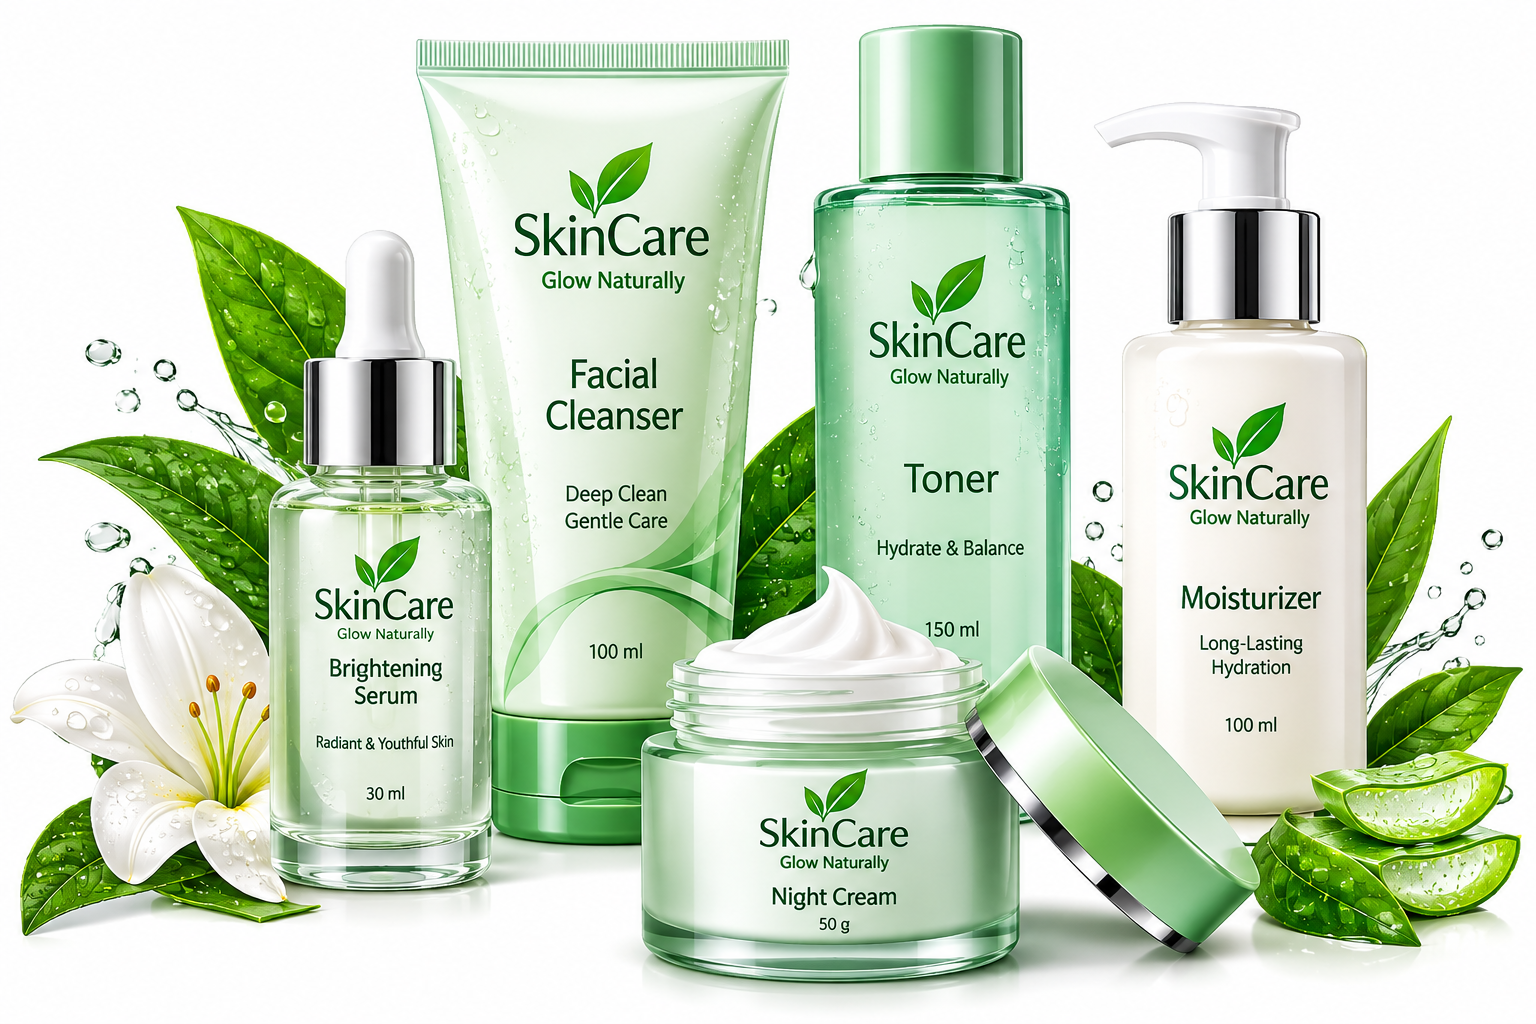 SkinCare
Glow Naturally
Brightening
Serum
Radiant & Youthful Skin
30 ml
SkinCare
Glow Naturally
Facial
Cleanser
Deep Clean
Gentle Care
100 ml
SkinCare
Glow Naturally
Night Cream
50 g
SkinCare
Glow Naturally
Toner
Hydrate & Balance
150 ml
SkinCare
Glow Naturally
Moisturizer
Long-Lasting
Hydration
100 ml